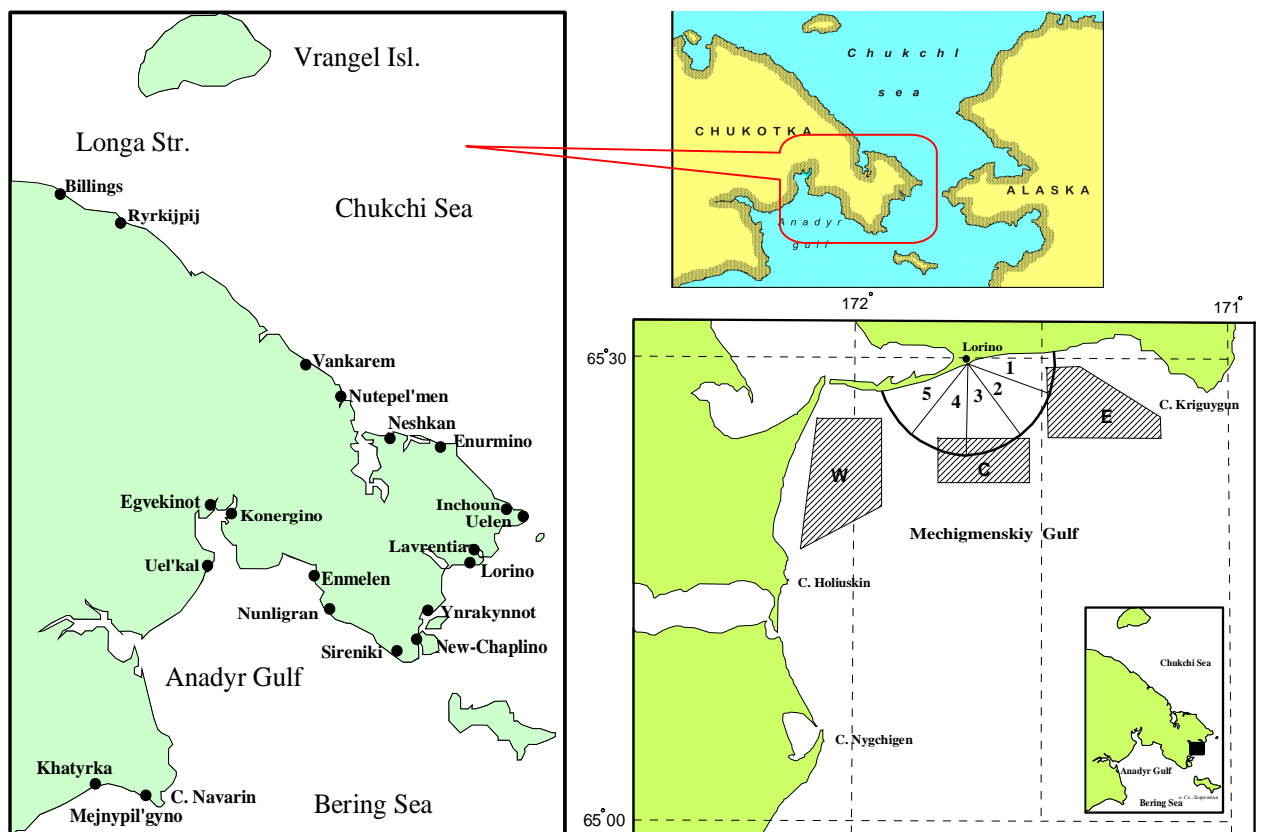 Vrangel Isl.
Longa Str.
Billings
Ryrkijpij
Chukchi Sea
Vankarem
Nutepel'men
Neshkan
Enurmino
Egvekinot
Konergino
Inchoun
Uelen
Lavrentia
Lorino
Uel'kal
Enmelen
Nunligran
Ynrakynnot
New-Chaplino
Sireniki
Anadyr Gulf
Khatyrka
C. Navarin
Mejnypil'gyno
Bering Sea
ChukchI
sea
CHUKOTKA
ALASKA
Anadyr
gulf
172°
171°
65°30
Lorino
1
2
3
4
5
C. Kriguygun
E
W
C
Mechigmenskiy Gulf
C. Holiuskin
C. Nygchigen
65°00
Chukchi Sea
Anadyr Gulf
Bering Sea